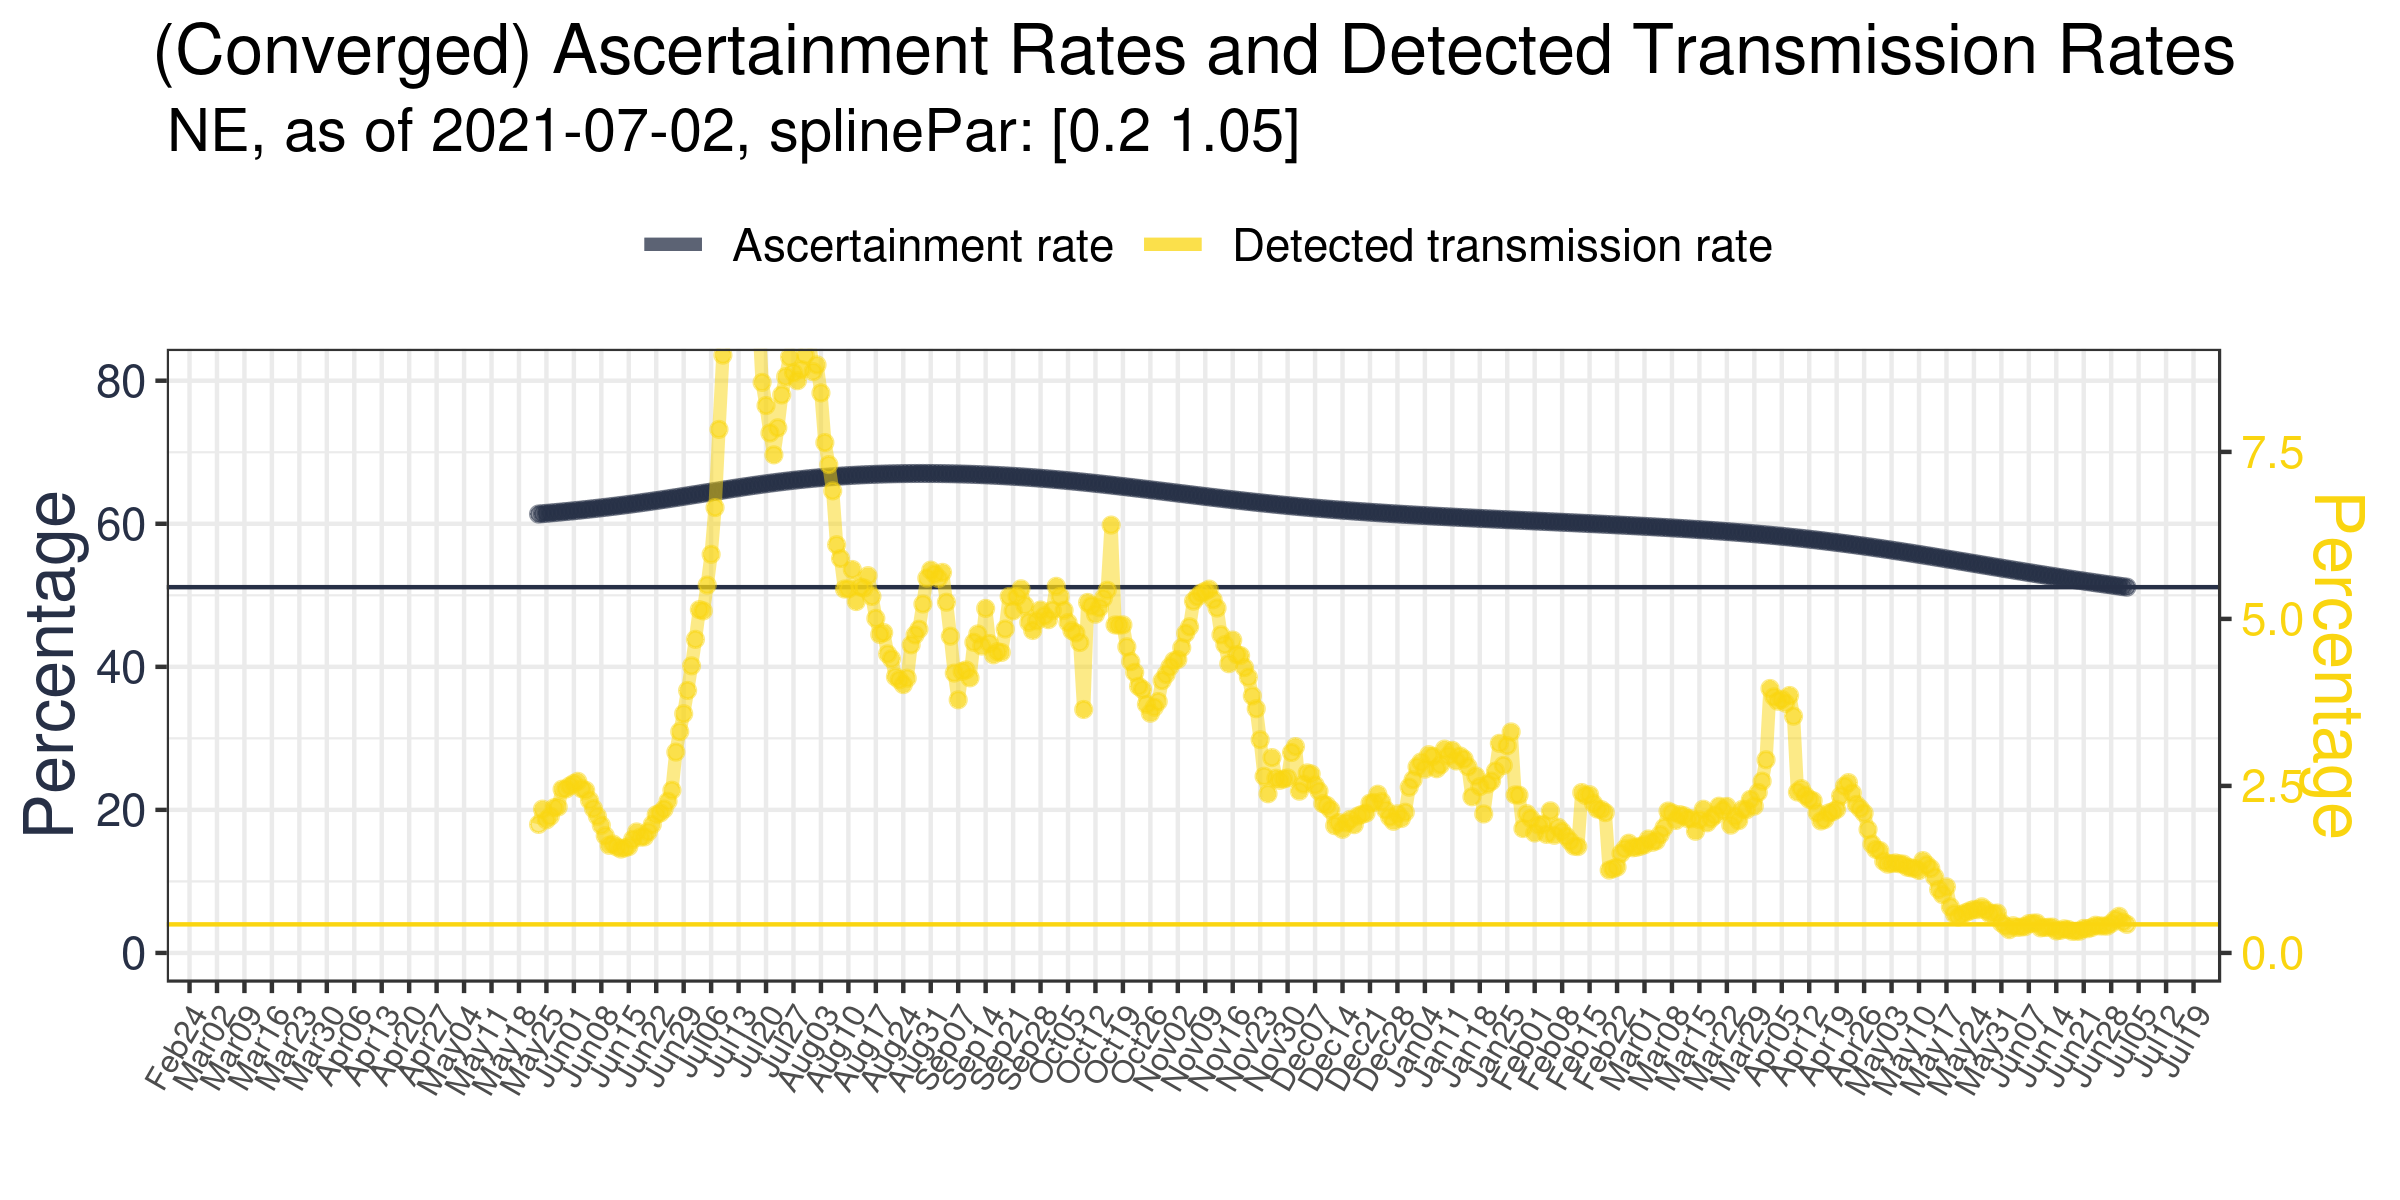 (Converged) Ascertainment Rates and Detected Transmission Rates
NE, as of 2021-07-02, splinePar: [0.2 1.05]
Ascertainment rate
Detected transmission rate
Percentage
80
60
40
20
0
7.5
5.0
2.5
0.0
Percentage
Feb24
Mar02
Mar09
Mar16
Mar23
Mar30
Apr06
Apr13
Apr20
Apr27
May04
May11
May18
May25
Jun01
Jun08
Jun15
Jun22
Jun29
Jul06
Jul13
Jul20
Jul27
Aug03
Aug10
Aug17
Aug24
Aug31
Sep07
Sep14
Sep21
Sep28
Oct05
Oct12
Oct19
Oct26
Nov02
Nov09
Nov16
Nov23
Nov30
Dec07
Dec14
Dec21
Dec28
Jan04
Jan11
Jan18
Jan25
Feb01
Feb08
Feb15
Feb22
Mar01
Mar08
Mar15
Mar22
Mar29
Apr05
Apr12
Apr19
Apr26
May03
May10
May17
May24
May31
Jun07
Jun14
Jun21
Jun28
Jul05
Jul12
Jul19